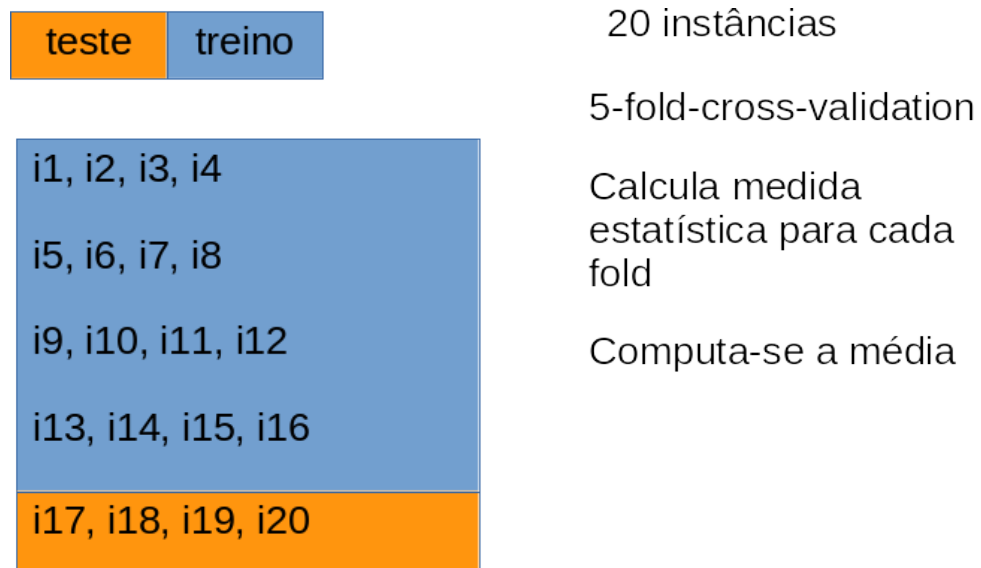 teste treino
20 instâncias
5-fold-cross-validation
Calcula medida
estatística para cada
fold
Computa-se a média
i1, i2, i3, i4
i5, i6, i7, i8
i9, i10, i11, i12
i13, i14, i15, i16
i17, i18, i19, i20